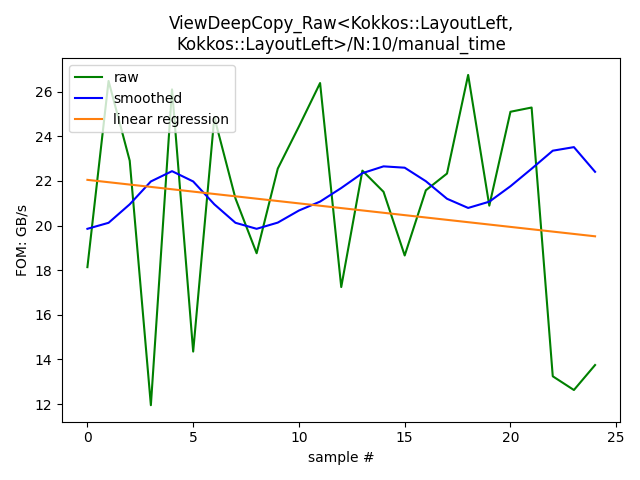 ViewDeepCopy_Raw<Kokkos::LayoutLeft,
Kokkos::LayoutLeft>/N:10/manual_time
raw
smoothed
linear regression
FOM: GB/s
26
24
22
20
18
16
14
12
0
5
10
15
20
25
sample #